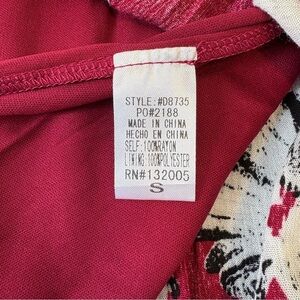 STYLE:#D8735
PO#2188
MADE IN CHINA
HECHO EN CHINA
SELF:100%RAYON
LINING:100%POLYESTER
RN#132005
S